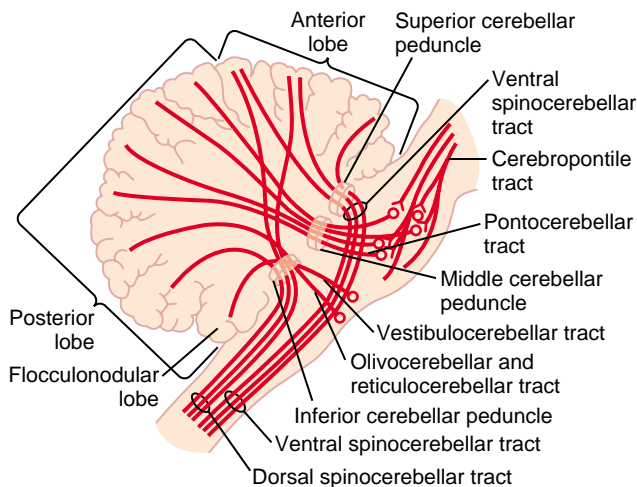 Anterior
lobe
Superior cerebellar
peduncle
Ventral
spinocerebellar
tract
Cerebropontile
tract
Pontocerebellar
tract
Middle cerebellar
peduncle
Vestibulocerebellar tract
Posterior
lobe
Olivocerebellar and
reticulocerebellar tract
Flocculonodular
lobe
Inferior cerebellar peduncle
Ventral spinocerebellar tract
Dorsal spinocerebellar tract